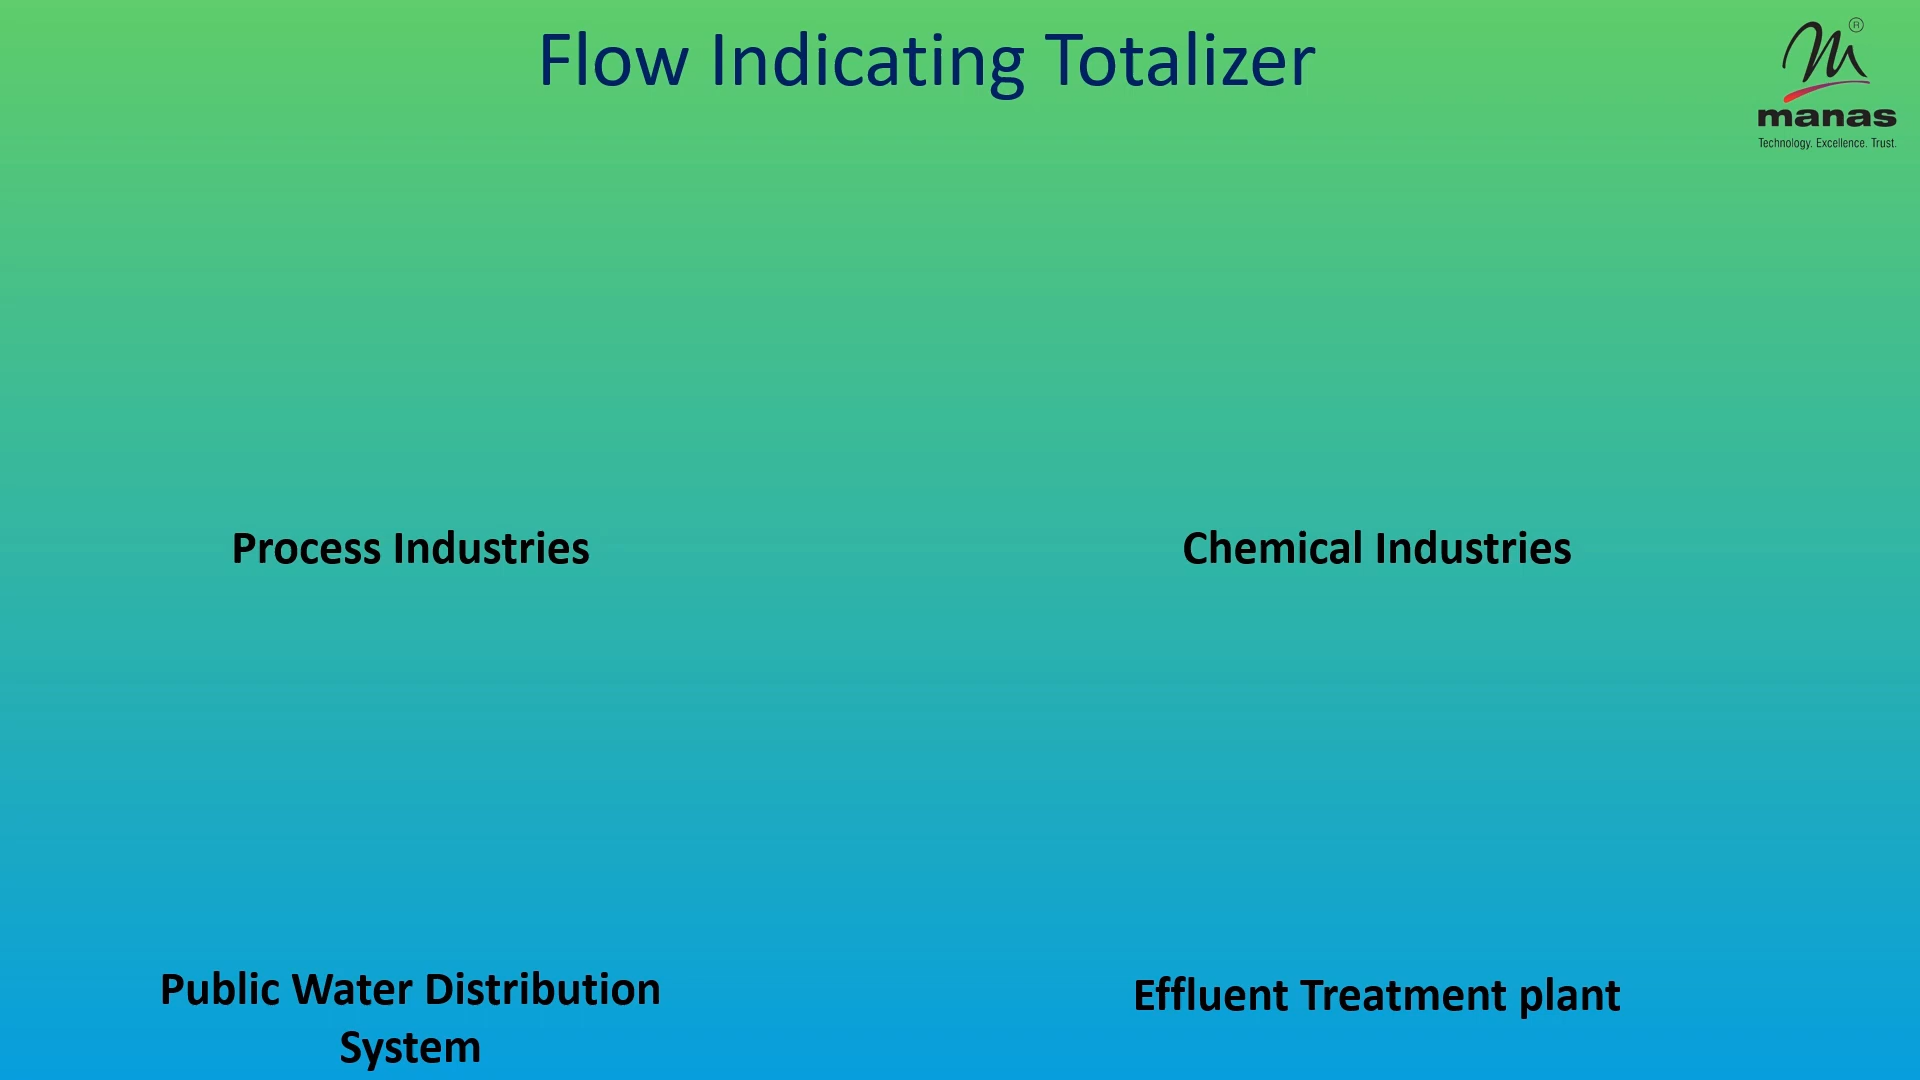 Flow Indicating Totalizer
®
manas
Technology. Excellence. Trust.
Process Industries
Chemical Industries
Public Water Distribution
System
Effluent Treatment plant